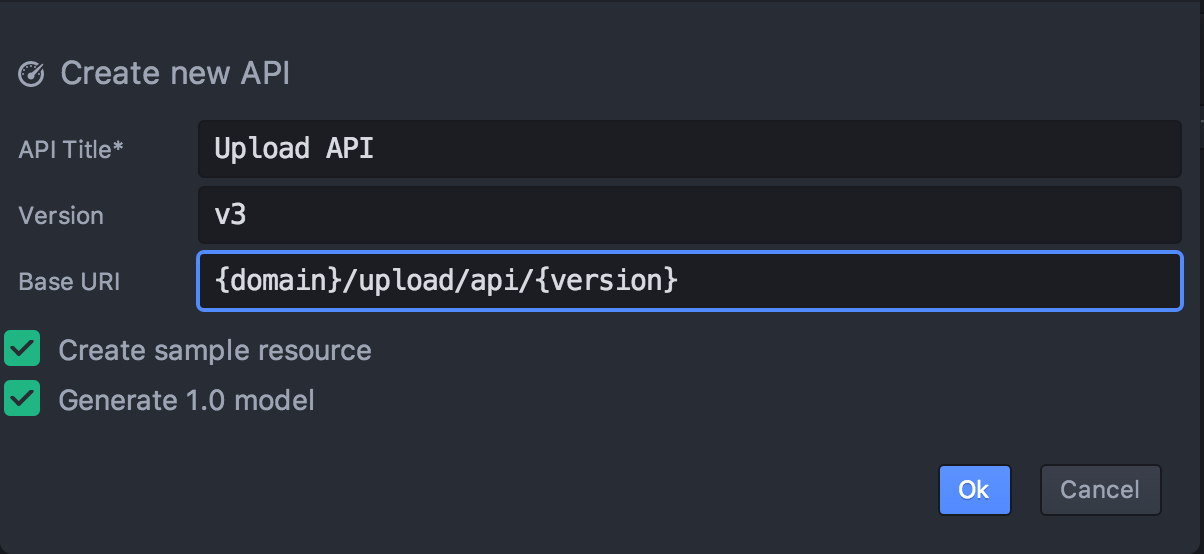 Create new API
API Title* Upload API
Version v3
Base URI {domain}/upload/api/{version}
Create sample resource
Generate 1.0 model
Ok Cancel